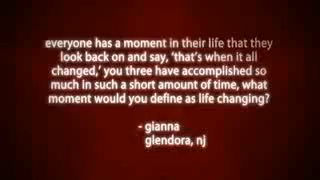 everyone has a moment in their life that they
look back on and say, ‘that’s when it all
changed,’ you three have accomplished so
much in such a short amount of time, what
moment would you define as life changing?
- gianna
glendora, nj